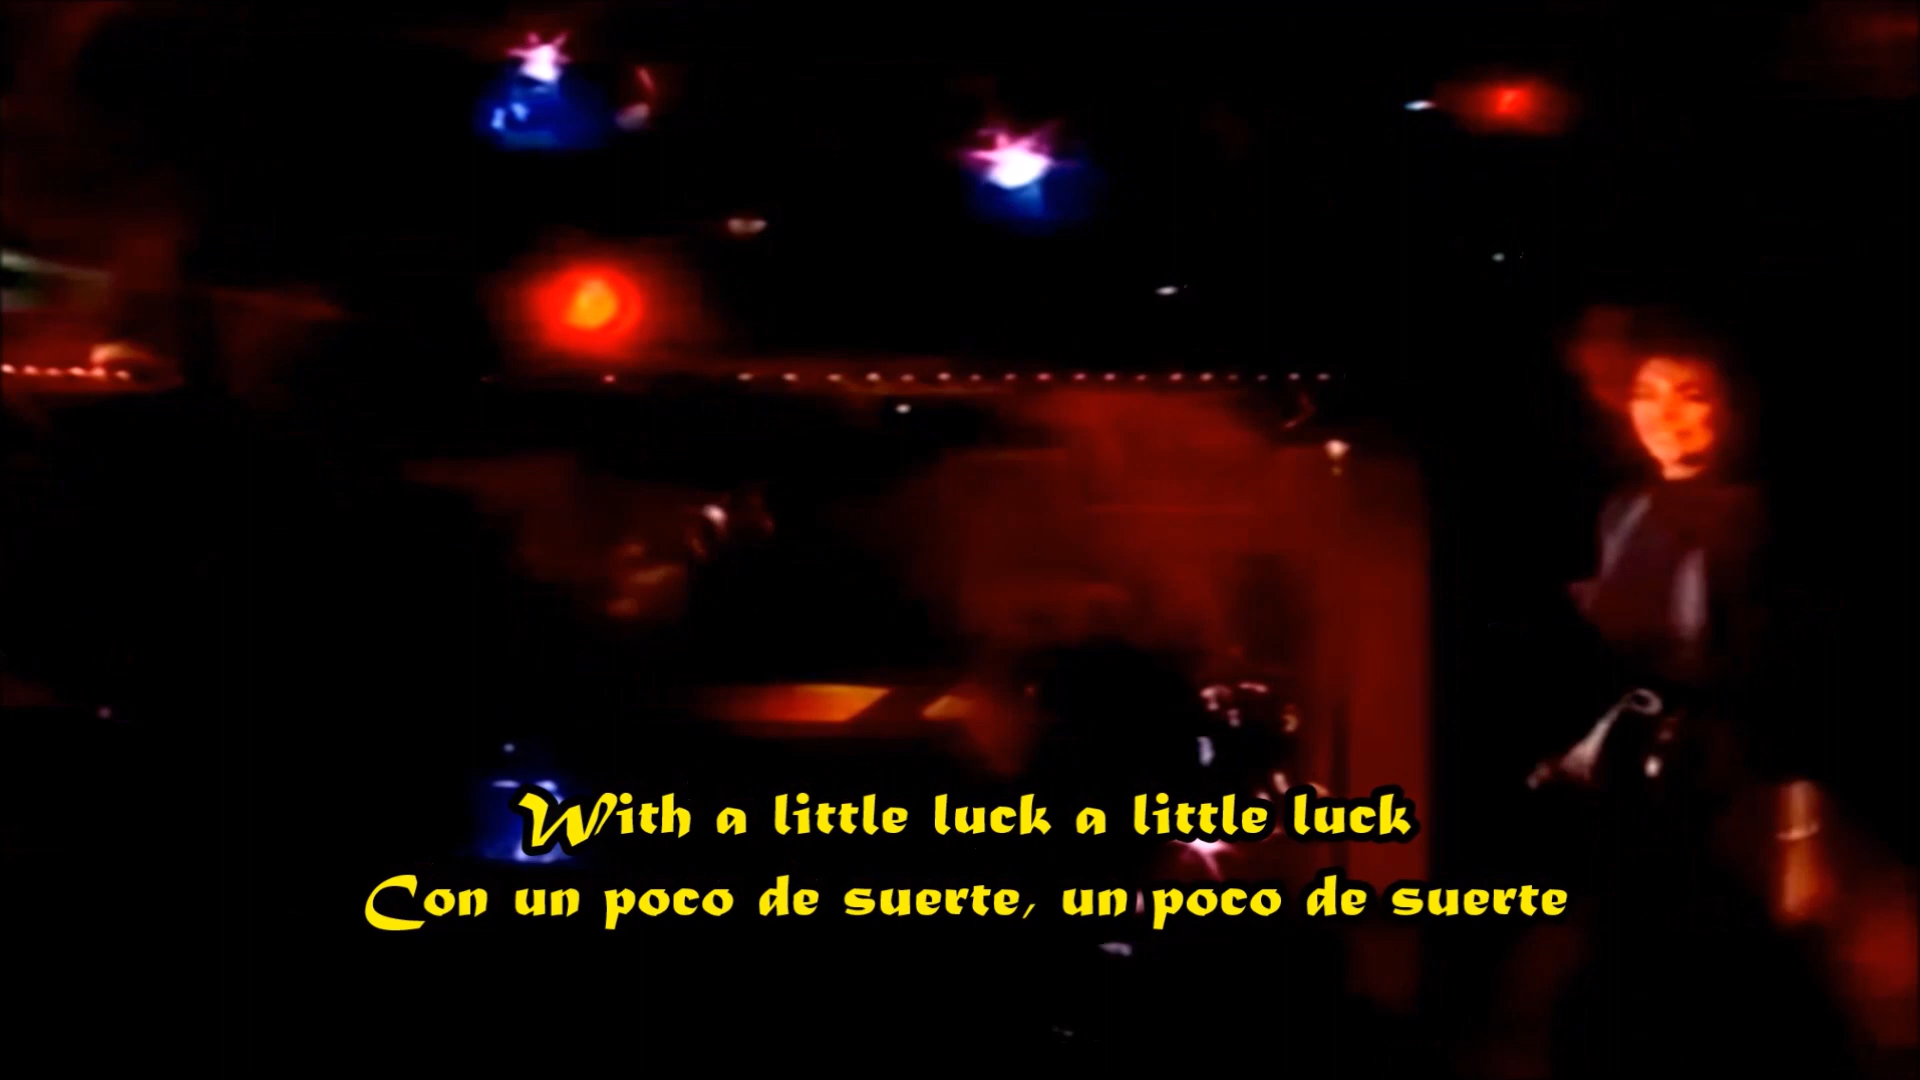 With a little luck a little luck
Con un poco de suerte, un poco de suerte